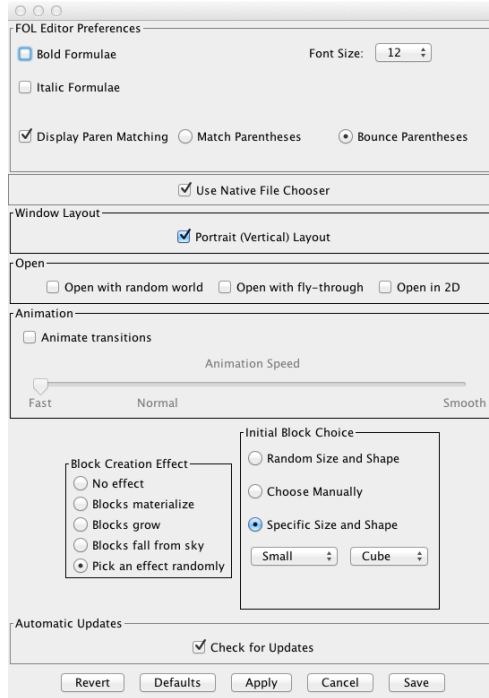 FOL Editor Preferences
Bold Formulae Font Size: 12
Italic Formulae
Display Paren Matching Match Parentheses Bounce Parentheses
Use Native File Chooser
Window Layout
Portrait (Vertical) Layout
Open
Open with random world Open with fly-through Open in 2D
Animation
Animate transitions
Animation Speed
Fast Normal Smooth
Block Creation Effect
No effect
Blocks materialize
Blocks grow
Blocks fall from sky
Pick an effect randomly
Initial Block Choice
Random Size and Shape
Choose Manually
Specific Size and Shape
Small Cube
Automatic Updates
Check for Updates
Revert Defaults Apply Cancel Save